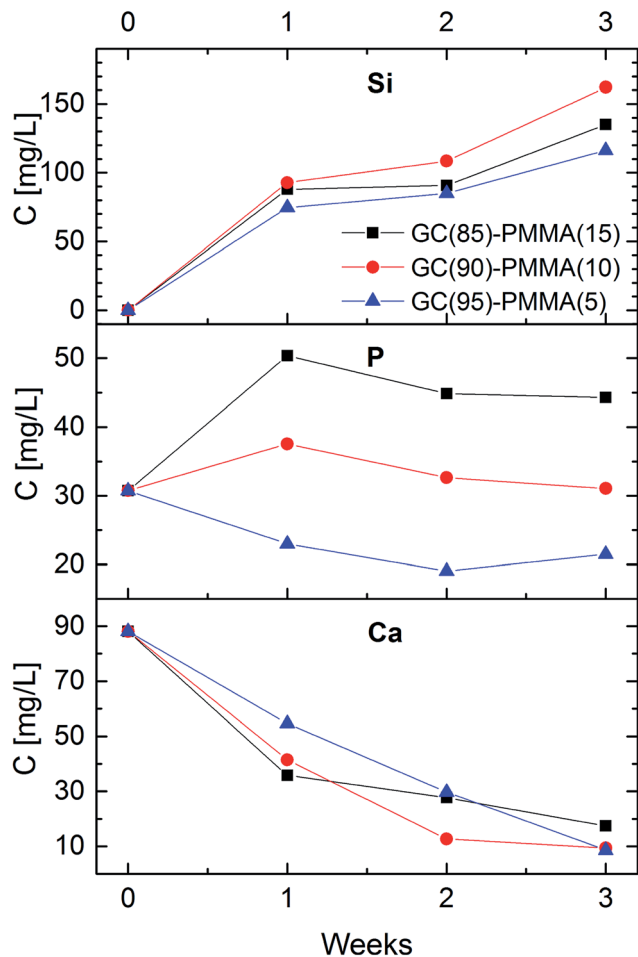 0 1 2 3
Si
150
100
50
0
C [mg/L]
GC(85)-PMMA(15)
GC(90)-PMMA(10)
GC(95)-PMMA(5)
P
50
40
30
20
C [mg/L]
Ca
90
70
50
30
10
C [mg/L]
0 1 2 3
Weeks